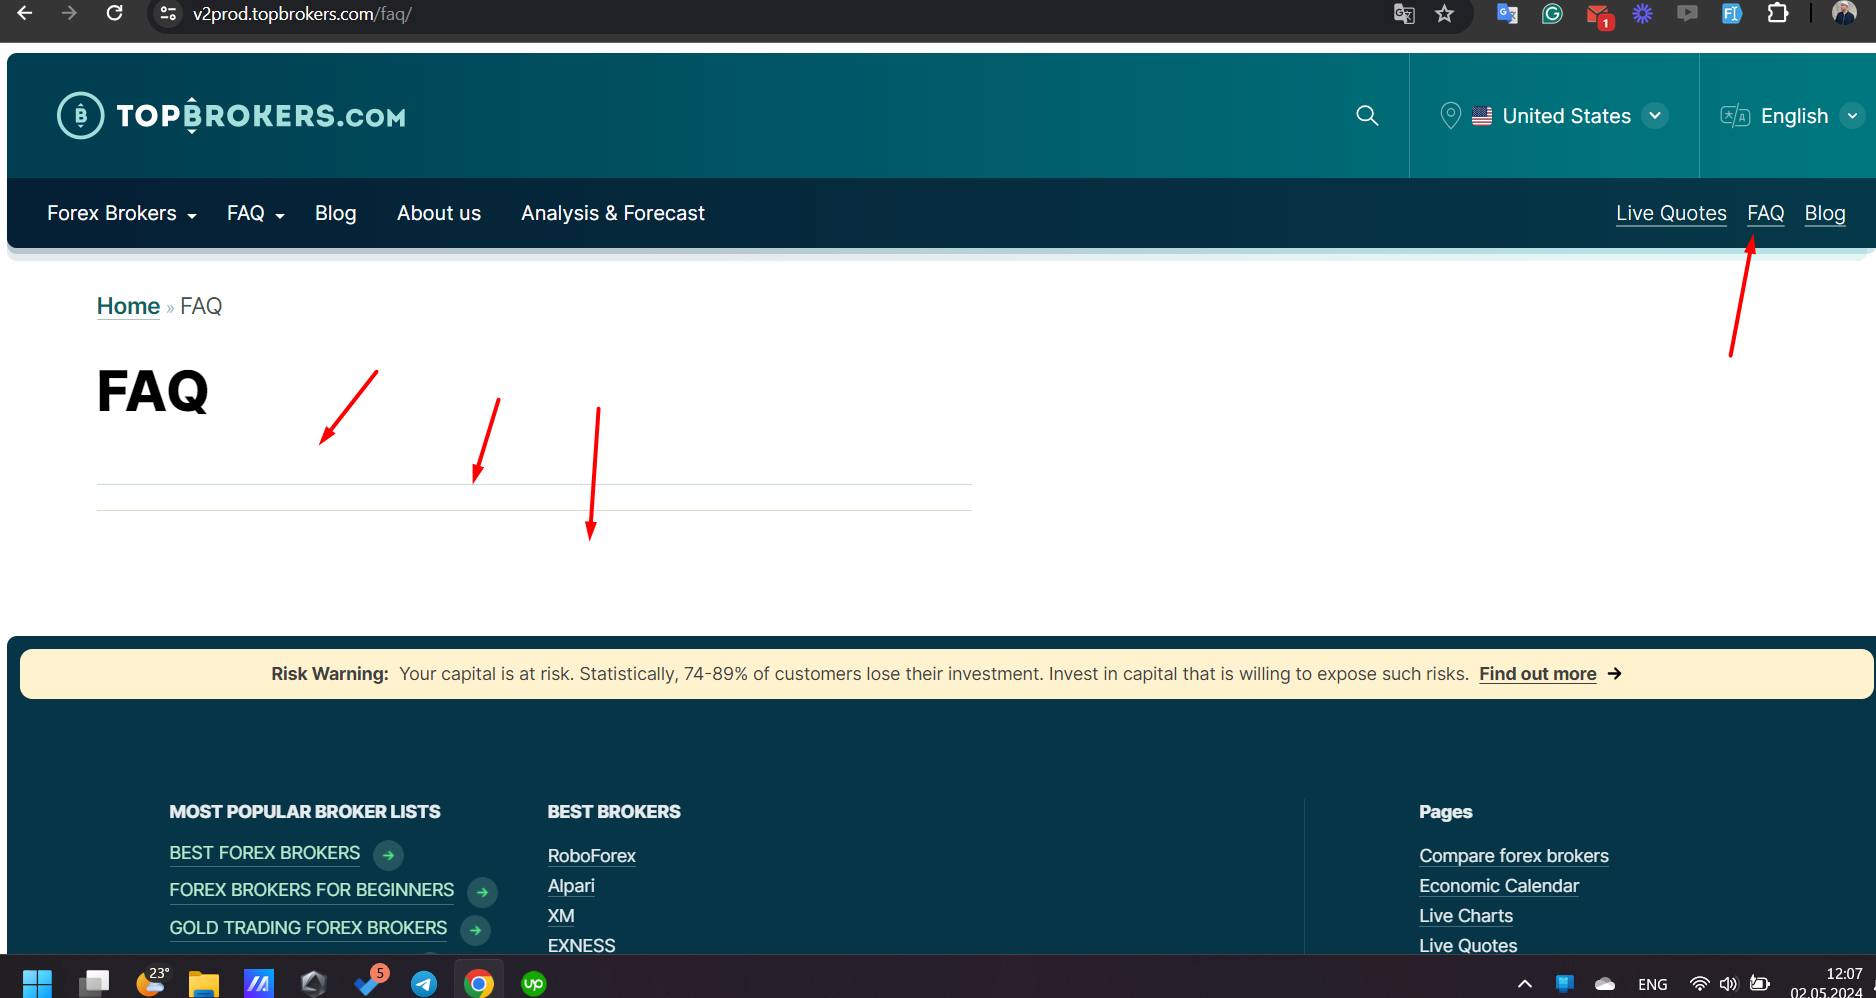 v2prod.topbrokers.com/faq/
1
TOPBROKERS.COM
United States
English
Forex Brokers
FAQ
Blog
About us
Analysis & Forecast
Live Quotes
FAQ
Blog
Home » FAQ
FAQ
Risk Warning: Your capital is at risk. Statistically, 74-89% of customers lose their investment. Invest in capital that is willing to expose such risks. Find out more →
MOST POPULAR BROKER LISTS
BEST FOREX BROKERS
FOREX BROKERS FOR BEGINNERS
GOLD TRADING FOREX BROKERS
BEST BROKERS
RoboForex
Alpari
XM
EXNESS
Pages
Compare forex brokers
Economic Calendar
Live Charts
Live Quotes
23°
5
up
ENG
12:07
02.05.2024